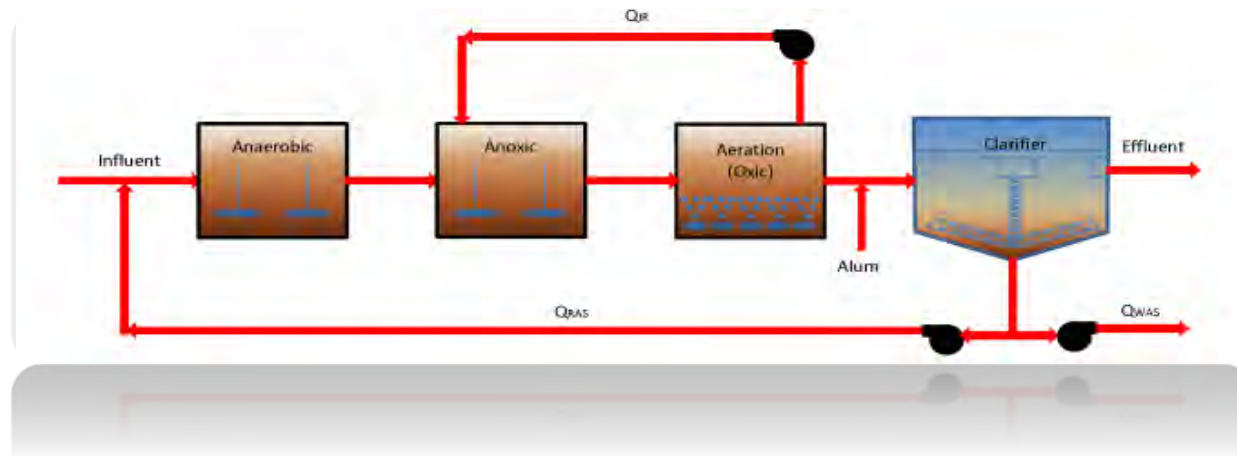 QIR
Anaerobic
Anoxic
Aeration
(Oxic)
Clarifier
Influent
Effluent
Alum
QRAS
QWAS